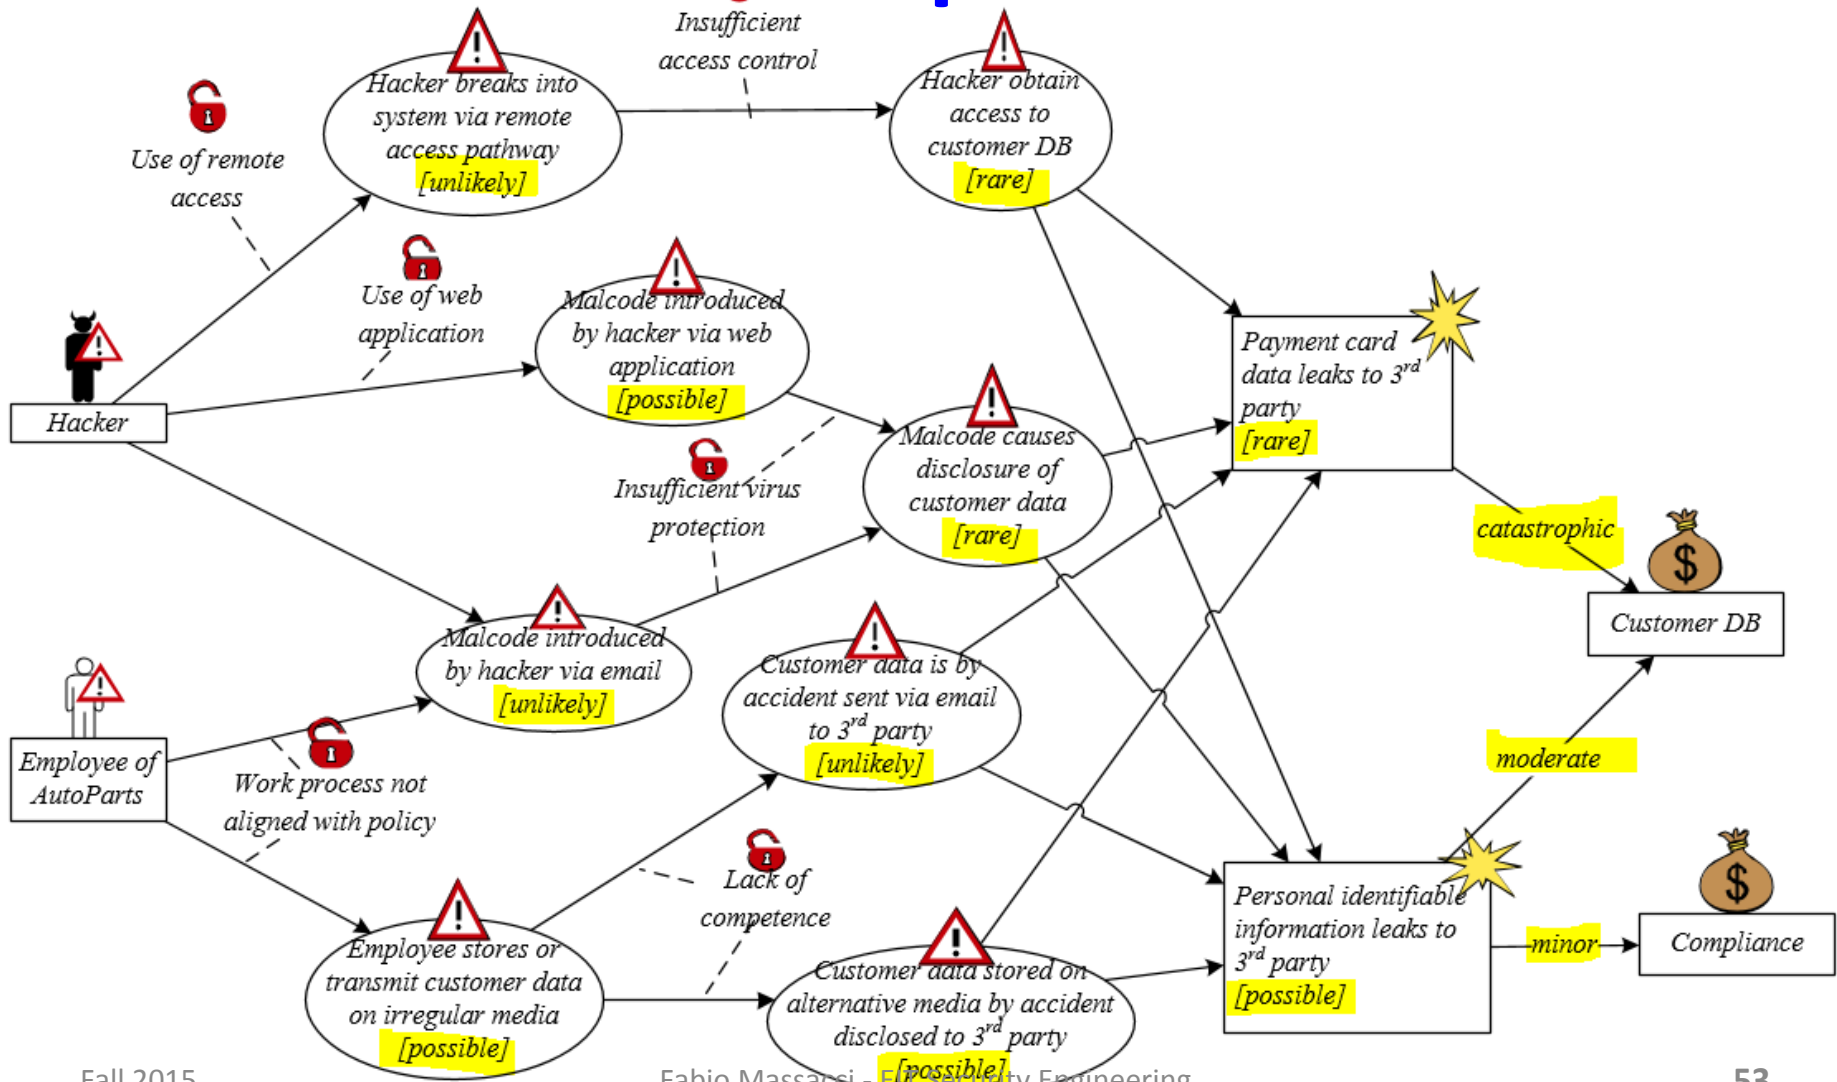 Insufficient
access control
Hacker breaks into
system via remote
access pathway
[unlikely]
Hacker obtain
access to
customer DB
[rare]
Use of remote
access
Use of web
application
Malcode introduced
by hacker via web
application
[possible]
Payment card
data leaks to 3rd
party
[rare]
Hacker
Malcode causes
disclosure of
customer data
[rare]
Insufficient virus
protection
catastrophic
Customer DB
Malcode introduced
by hacker via email
[unlikely]
Customer data is by
accident sent via email
to 3rd party
[unlikely]
Employee of
AutoParts
Work process not
aligned with policy
moderate
Lack of
competence
Personal identifiable
information leaks to
3rd party
[possible]
minor
Compliance
Employee stores or
transmit customer data
on irregular media
[possible]
Customer data stored on
alternative media by accident
disclosed to 3rd party
[possible]
Fall 2015
Fabio Massacci - EIT Security Engineering
53